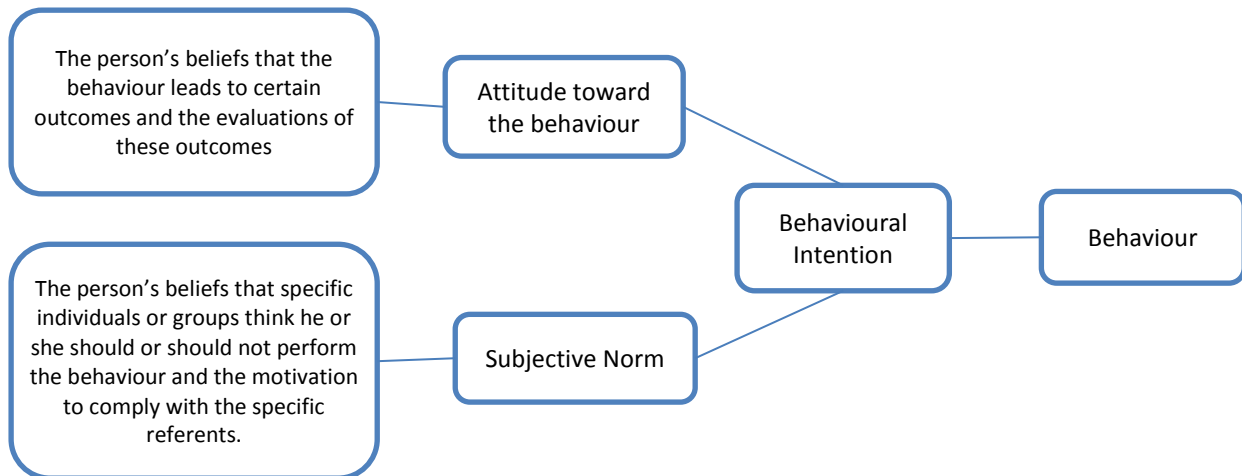 The person’s beliefs that the
behaviour leads to certain
outcomes and the evaluations of
these outcomes
Attitude toward
the behaviour
Behavioural
Intention
Behaviour
The person’s beliefs that specific
individuals or groups think he or
she should or should not perform
the behaviour and the motivation
to comply with the specific
referents.
Subjective Norm